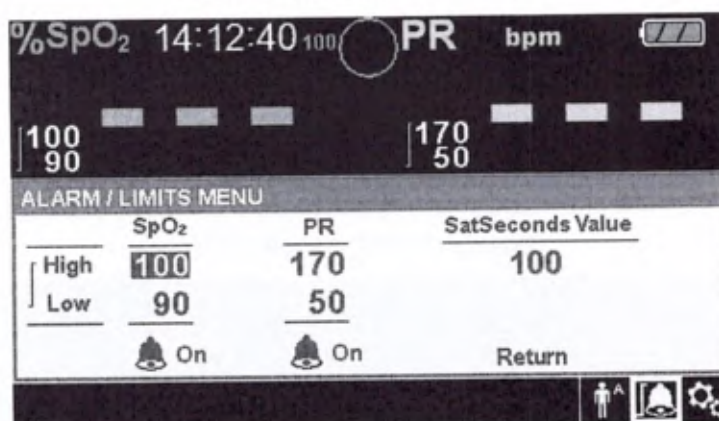 %SpO₂ 14:12:40 100 PR bpm
100 170
90 50
ALARM / LIMITS MENU
SpO₂ PR SatSeconds Value
High 100 170 100
Low 90 50
On On Return
A